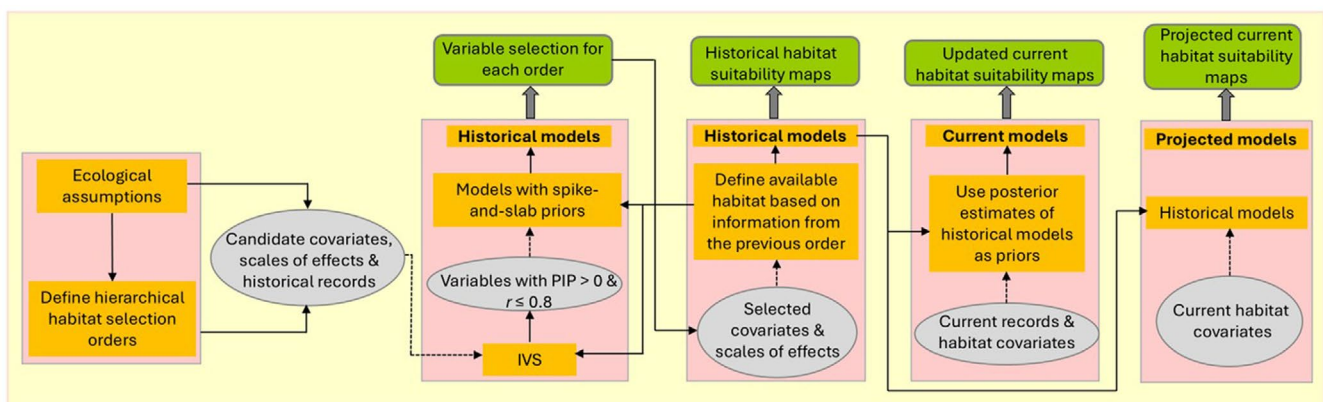 Ecological
assumptions
Define hierarchical
habitat selection
orders
Candidate covariates,
scales of effects &
historical records
Variable selection for
each order
Historical models
Models with spike-
and-slab priors
Variables with PIP > 0 &
r ≤ 0.8
IVS
Historical habitat
suitability maps
Historical models
Define available
habitat based on
information from
the previous order
Selected
covariates &
scales of effects
Updated current
habitat suitability maps
Current models
Use posterior
estimates of
historical models
as priors
Current records &
habitat covariates
Projected current
habitat suitability
maps
Projected models
Historical models
Current habitat
covariates